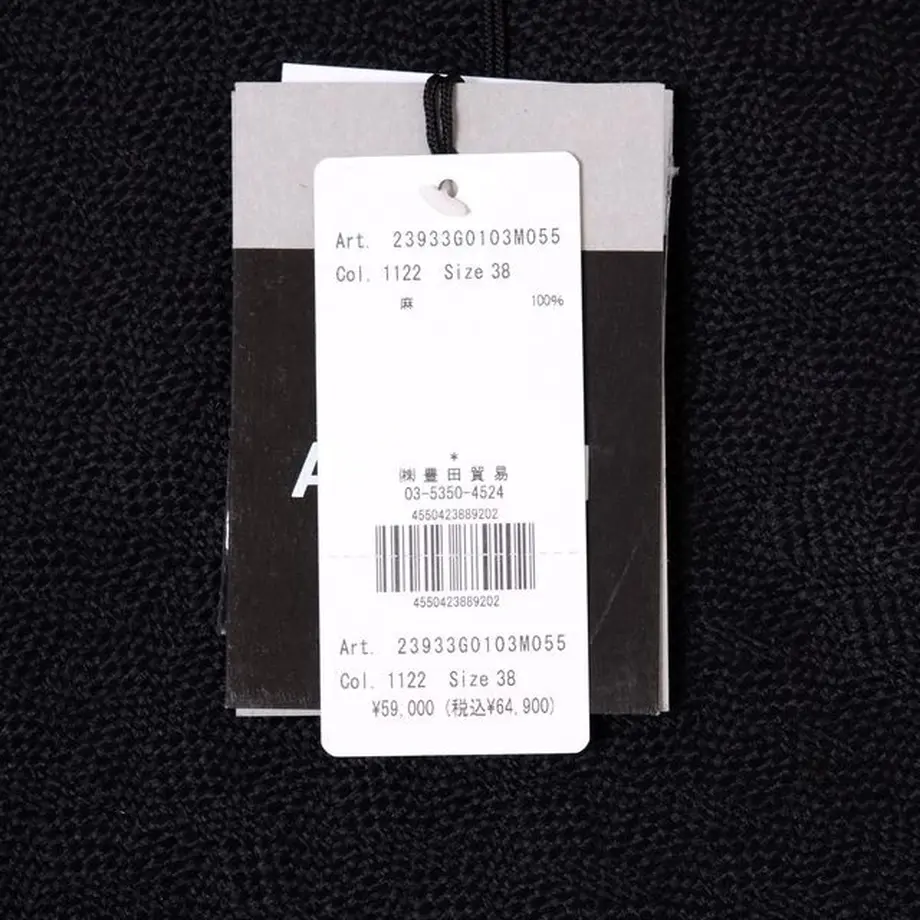 Art. 23933G0103M055
Col. 1122 Size 38
麻 100%
*
㈱豊田貿易
03-5350-4524
4550423889202
4550423889202
Art. 23933G0103M055
Col. 1122 Size 38
¥59,000 (税込¥64,900)